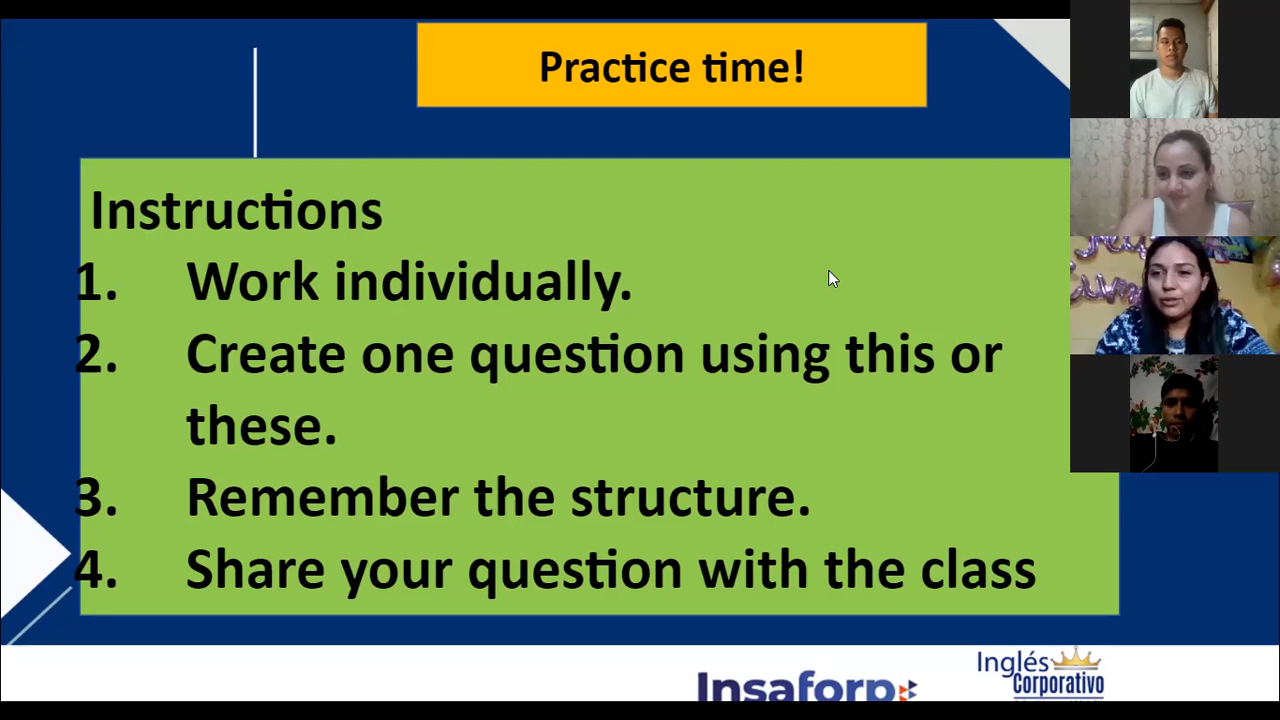 Practice time!
Instructions
1. Work individually.
2. Create one question using this or
these.
3. Remember the structure.
4. Share your question with the class
Insaforp
Inglés
Corporativo